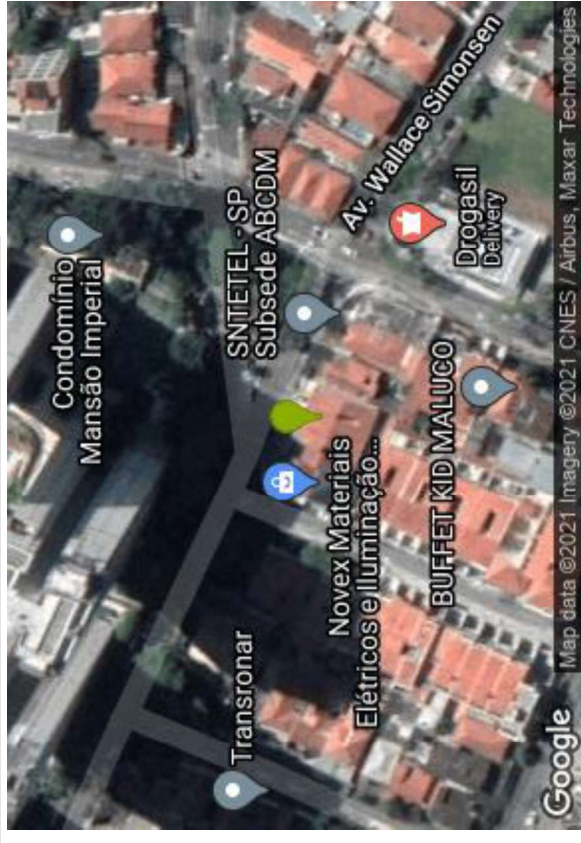 Condomínio
Mansão Imperial
SNTETEL - SP
Subsede ABCDM
Av. Wallace Simonsen
Drogasil
Delivery
Transronar
Novex Materiais
Elétricos e Iluminação...
BUFFET KID MALUCO
Google
Map data ©2021 Imagery ©2021 CNES / Airbus, Maxar Technologies